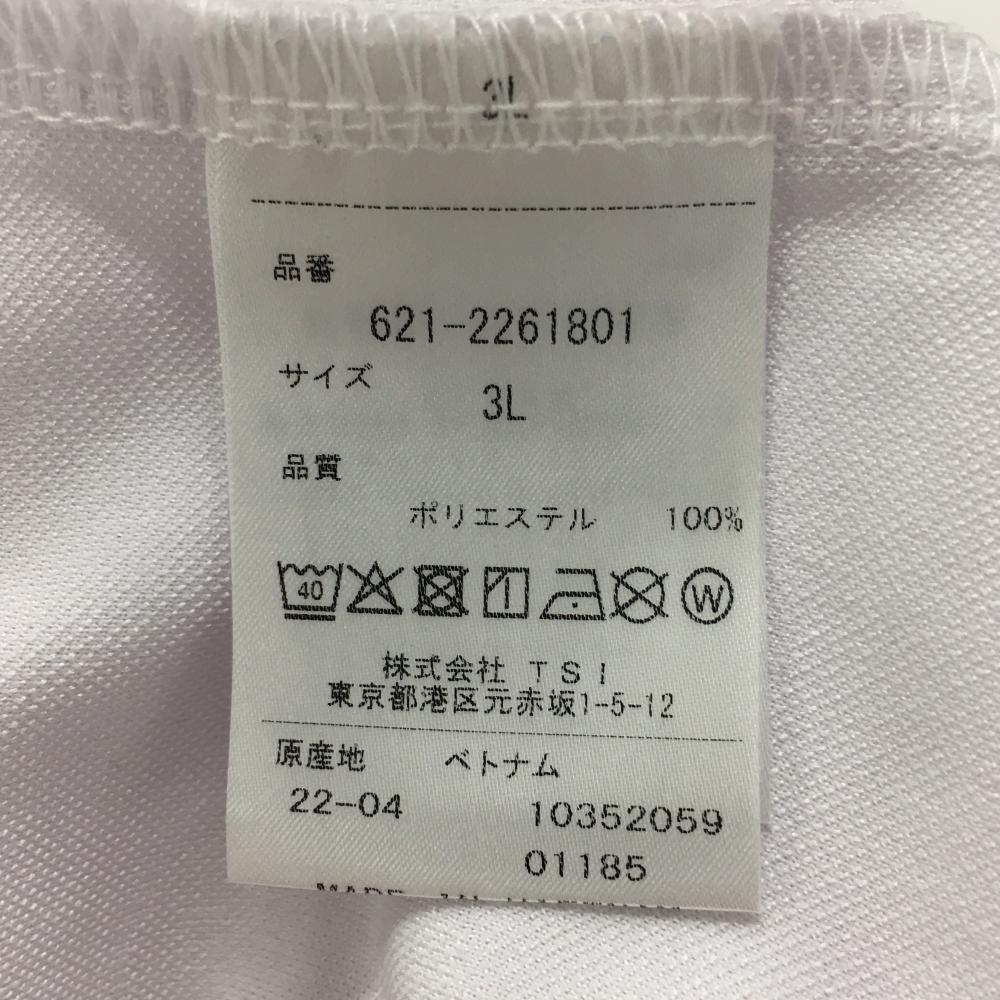 3L
品番
621-2261801
サイズ
3L
品質
ポリエステル 100%
40 W
株式会社 TSI
東京都港区元赤坂1-5-12
原産地 ベトナム
22-04 10352059
01185
MADE